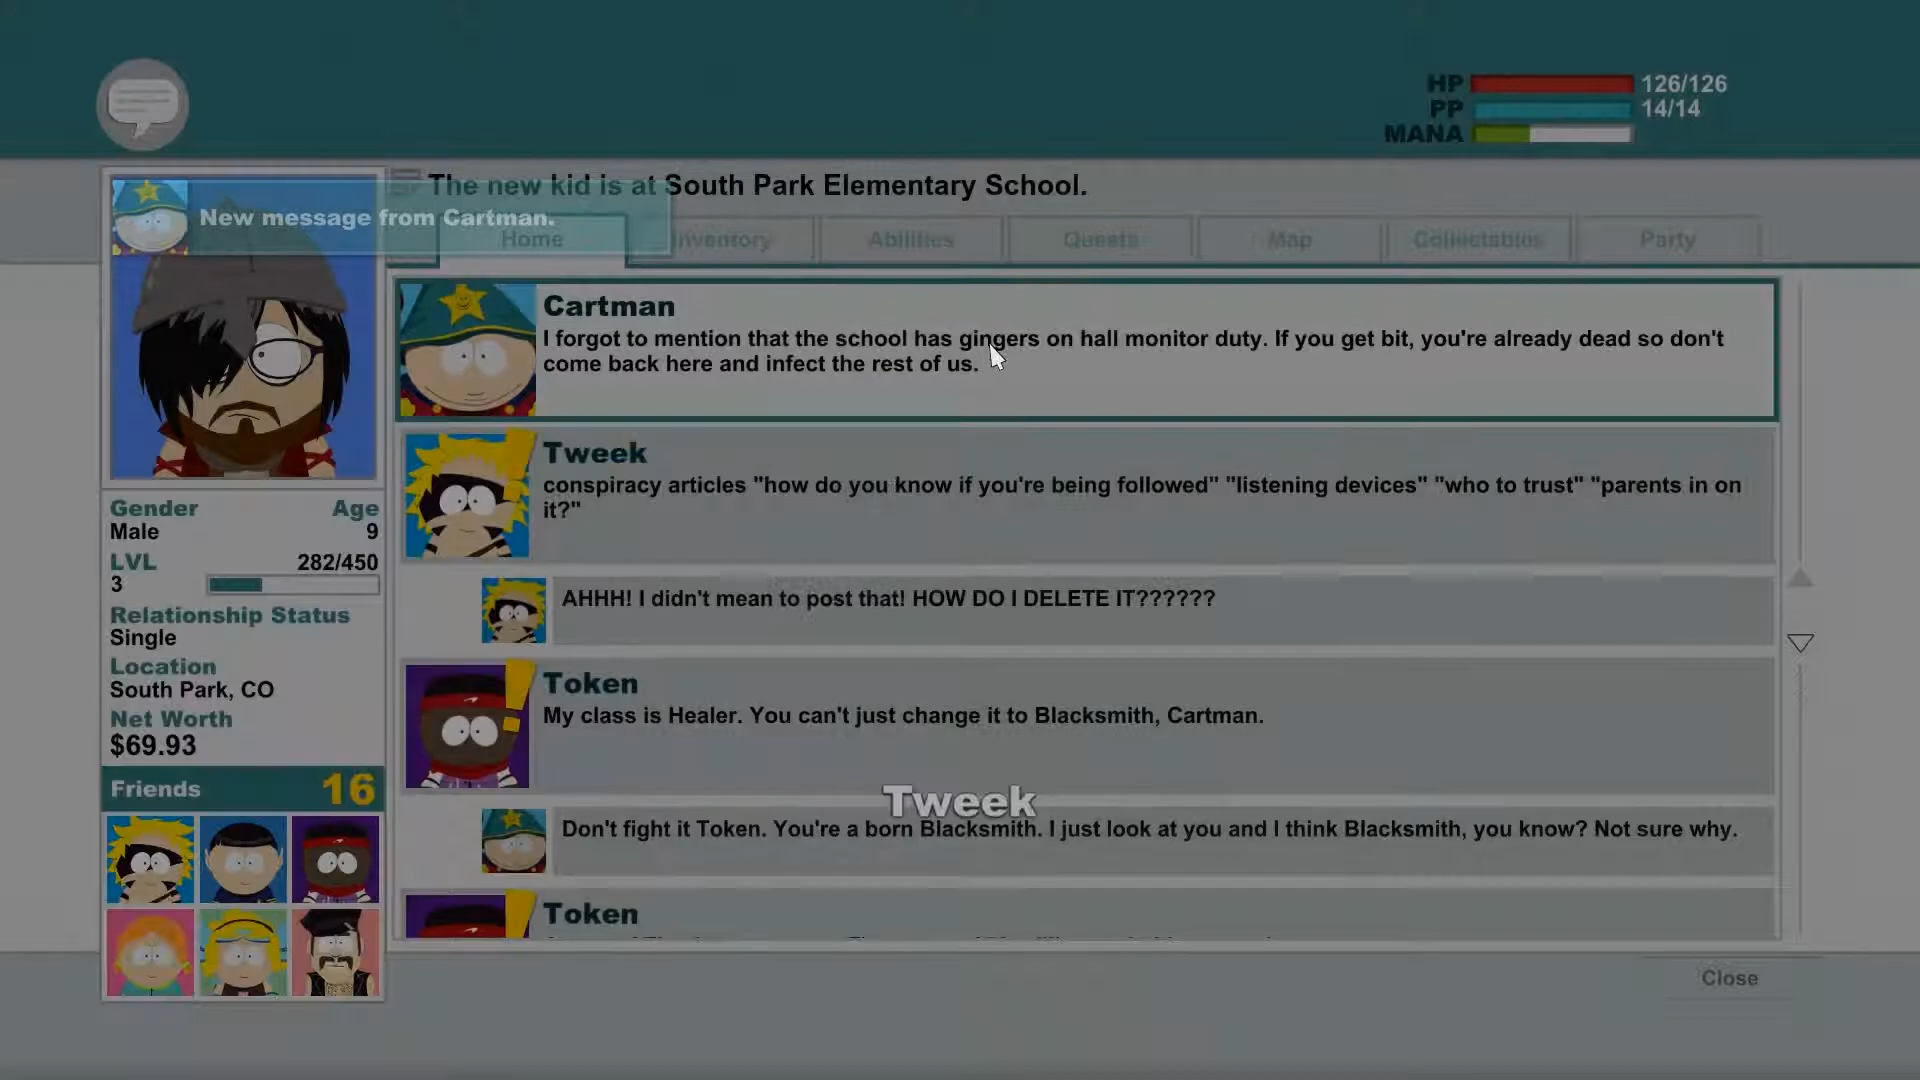 HP 126/126
PP 14/14
MANA
The new kid is at South Park Elementary School.
New message from Cartman.
Home
Inventory
Abilities
Quests
Map
Collectables
Party
Cartman
I forgot to mention that the school has gingers on hall monitor duty. If you get bit, you're already dead so don't
come back here and infect the rest of us.
Tweek
conspiracy articles "how do you know if you're being followed" "listening devices" "who to trust" "parents in on
it?"
AHHH! I didn't mean to post that! HOW DO I DELETE IT??????
Token
My class is Healer. You can't just change it to Blacksmith, Cartman.
Tweek
Don't fight it Token. You're a born Blacksmith. I just look at you and I think Blacksmith, you know? Not sure why.
Token
Gender Age
Male 9
LVL 282/450
3
Relationship Status
Single
Location
South Park, CO
Net Worth
$69.93
Friends 16
Close